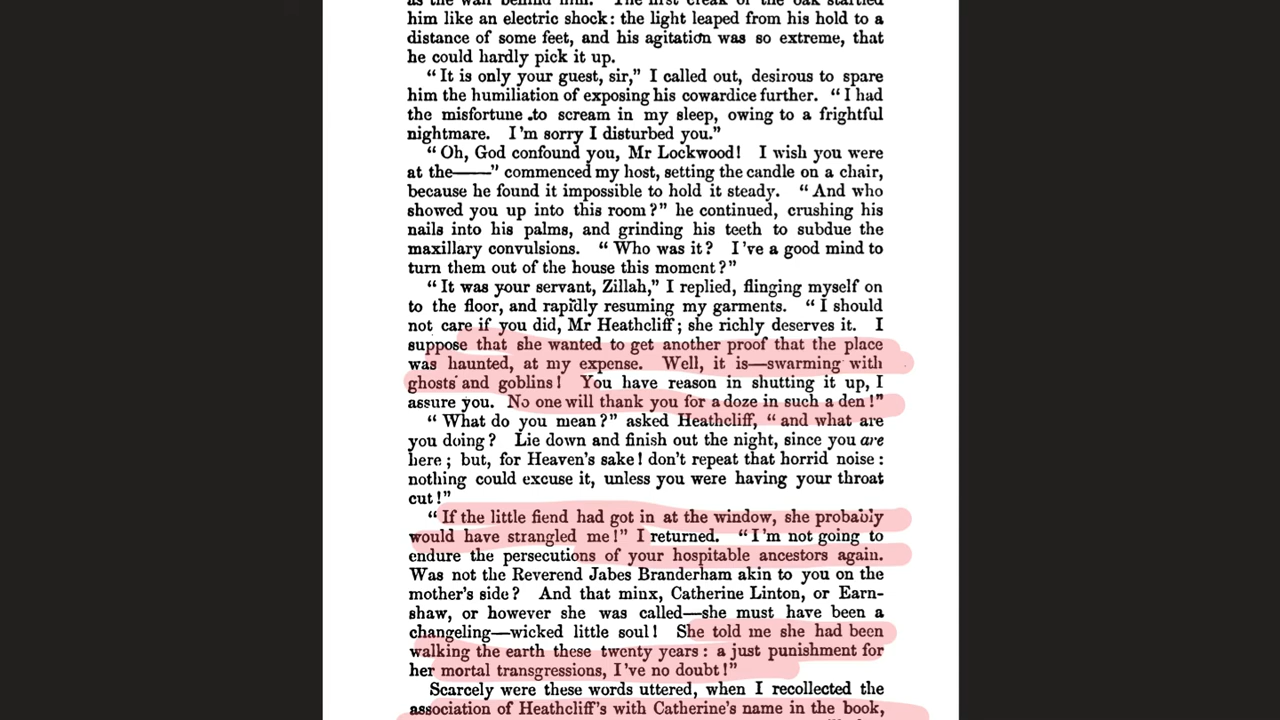 him like an electric shock: the light leaped from his hold to a
distance of some feet, and his agitation was so extreme, that
he could hardly pick it up.
“It is only your guest, sir,” I called out, desirous to spare
him the humiliation of exposing his cowardice further. “I had
the misfortune .to scream in my sleep, owing to a frightful
nightmare. I'm sorry I disturbed you.”
“Oh, God confound you, Mr Lockwood! I wish you were
at the——” commenced my host, setting the candle on a chair,
because he found it impossible to hold it steady. “And who
showed you up into this room?” he continued, crushing his
nails into his palms, and grinding his teeth to subdue the
maxillary convulsions. “Who was it? I've a good mind to
turn them out of the house this moment?”
“It was your servant, Zillah,” I replied, flinging myself on
to the floor, and rapidly resuming my garments. “I should
not care if you did, Mr Heathcliff; she richly deserves it. I
suppose that she wanted to get another proof that the place
was haunted, at my expense. Well, it is—swarming with
ghosts and goblins! You have reason in shutting it up, I
assure you. No one will thank you for a doze in such a den!”
“What do you mean?” asked Heathcliff, “and what are
you doing? Lie down and finish out the night, since you are
here; but, for Heaven's sake! don't repeat that horrid noise:
nothing could excuse it, unless you were having your throat
cut!”
“If the little fiend had got in at the window, she probably
would have strangled me!” I returned. “I'm not going to
endure the persecutions of your hospitable ancestors again.
Was not the Reverend Jabes Branderham akin to you on the
mother's side? And that minx, Catherine Linton, or Earn-
shaw, or however she was called—she must have been a
changeling—wicked little soul! She told me she had been
walking the earth these twenty years: a just punishment for
her mortal transgressions, I've no doubt!”
Scarcely were these words uttered, when I recollected the
association of Heathcliff's with Catherine's name in the book,